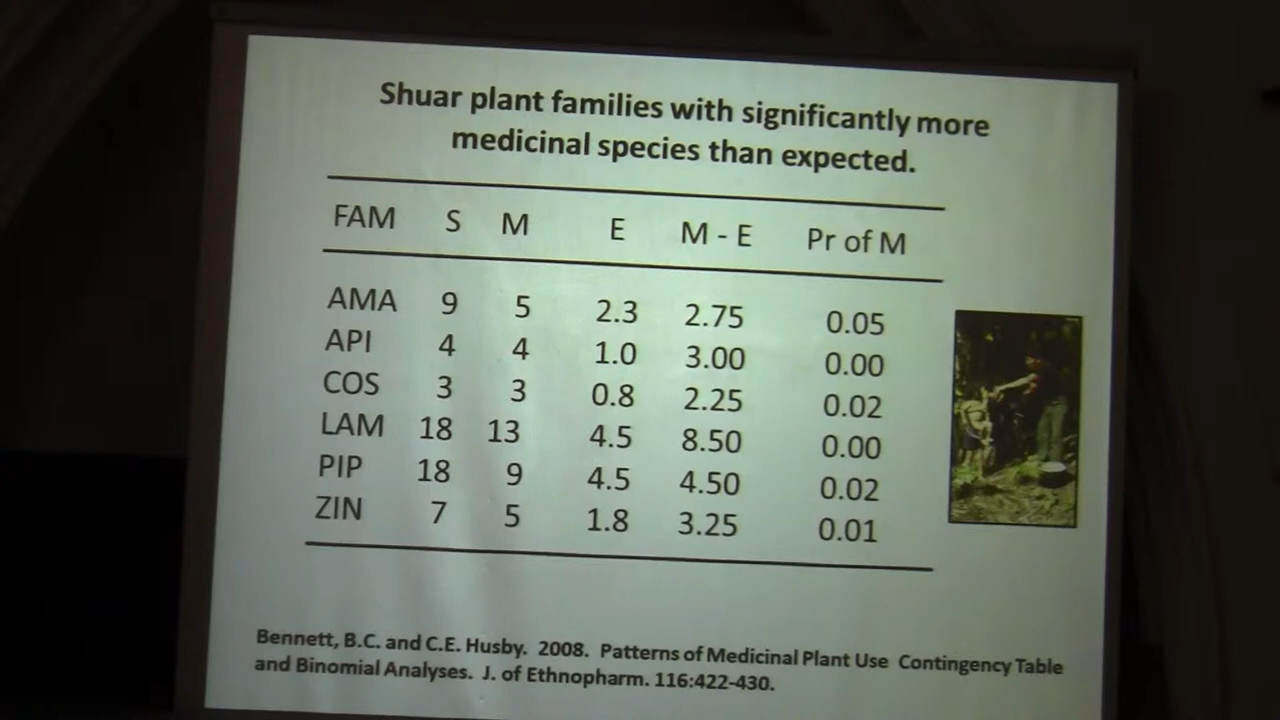 Shuar plant families with significantly more
medicinal species than expected.
FAM S M E M - E Pr of M
AMA 9 5 2.3 2.75 0.05
API 4 4 1.0 3.00 0.00
COS 3 3 0.8 2.25 0.02
LAM 18 13 4.5 8.50 0.00
PIP 18 9 4.5 4.50 0.02
ZIN 7 5 1.8 3.25 0.01
Bennett, B.C. and C.E. Husby. 2008. Patterns of Medicinal Plant Use Contingency Table
and Binomial Analyses. J. of Ethnopharm. 116:422-430.